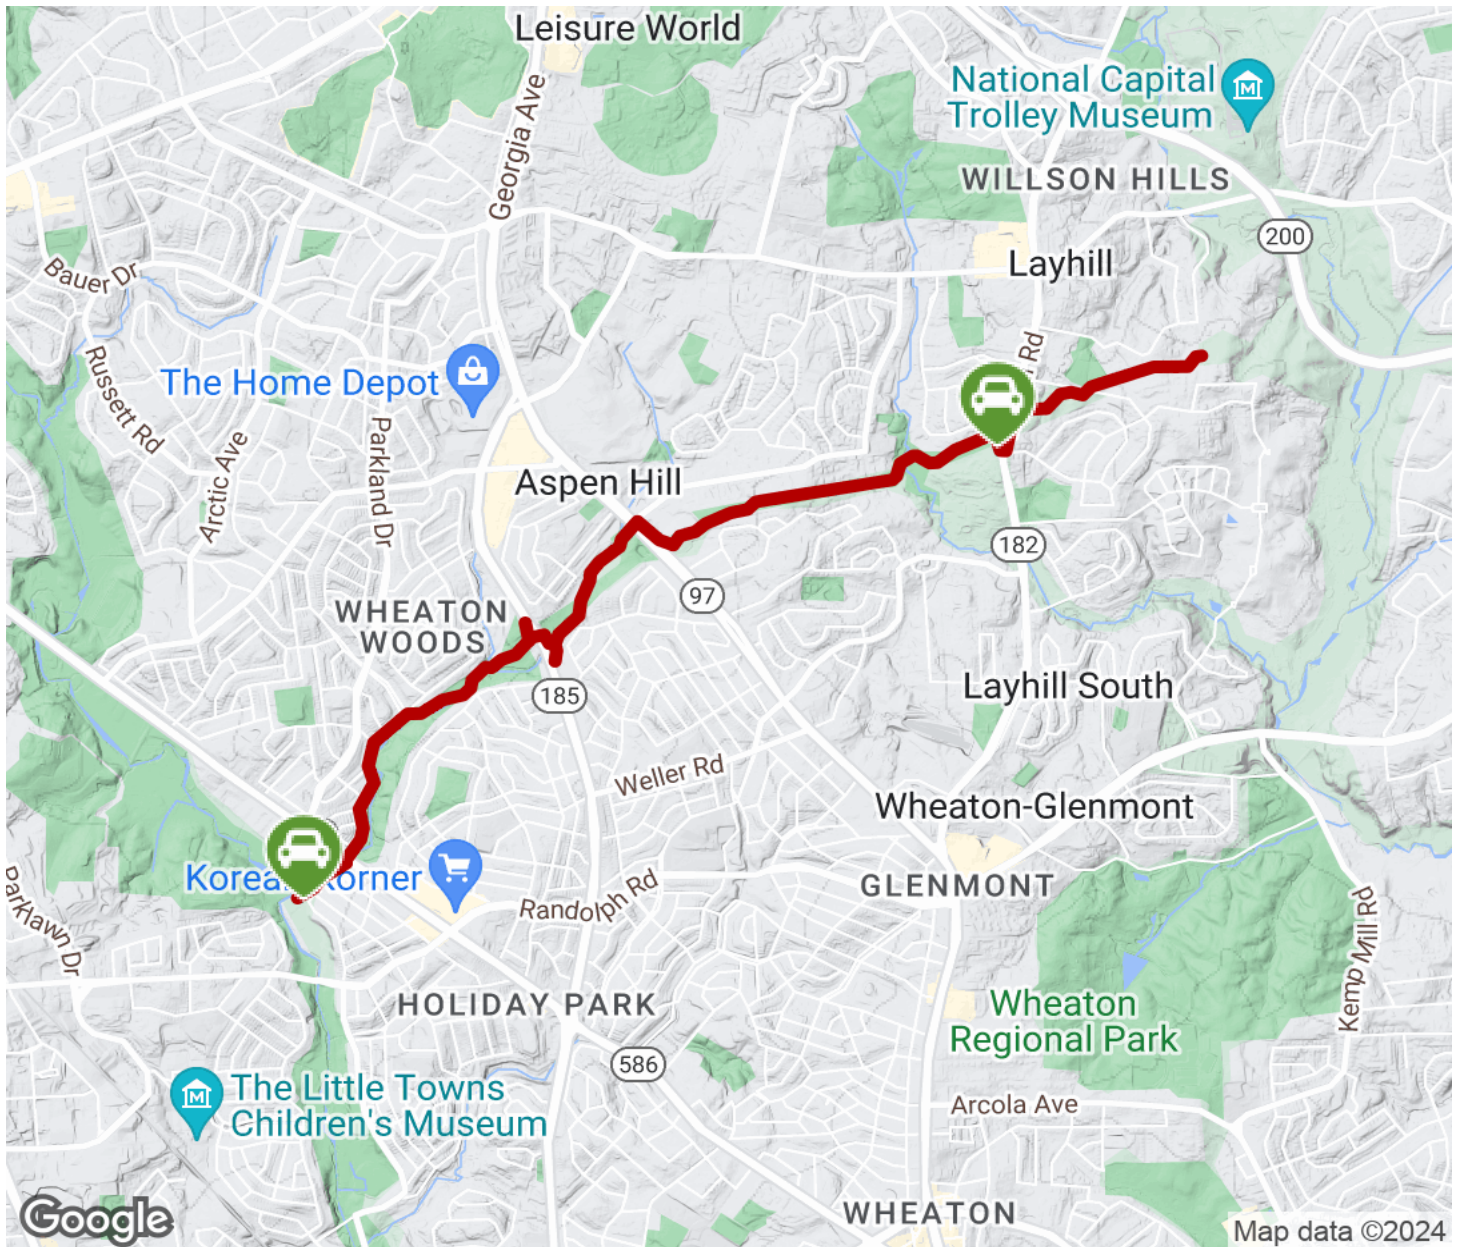 Leisure World
National Capital
Trolley Museum
Georgia Ave
WILLSON HILLS
200
Layhill
Bauer Dr
Rd
Russett Rd
The Home Depot
Arctic Ave
Parkland Dr
Aspen Hill
182
97
WHEATON
WOODS
185
Layhill South
Weller Rd
Wheaton-Glenmont
Korean Korner
GLENMONT
Randolph Rd
Parklawn Dr
Kemp Mill Rd
HOLIDAY PARK
Wheaton
Regional Park
586
The Little Towns
Children's Museum
Arcola Ave
WHEATON
Google
Map data ©2024